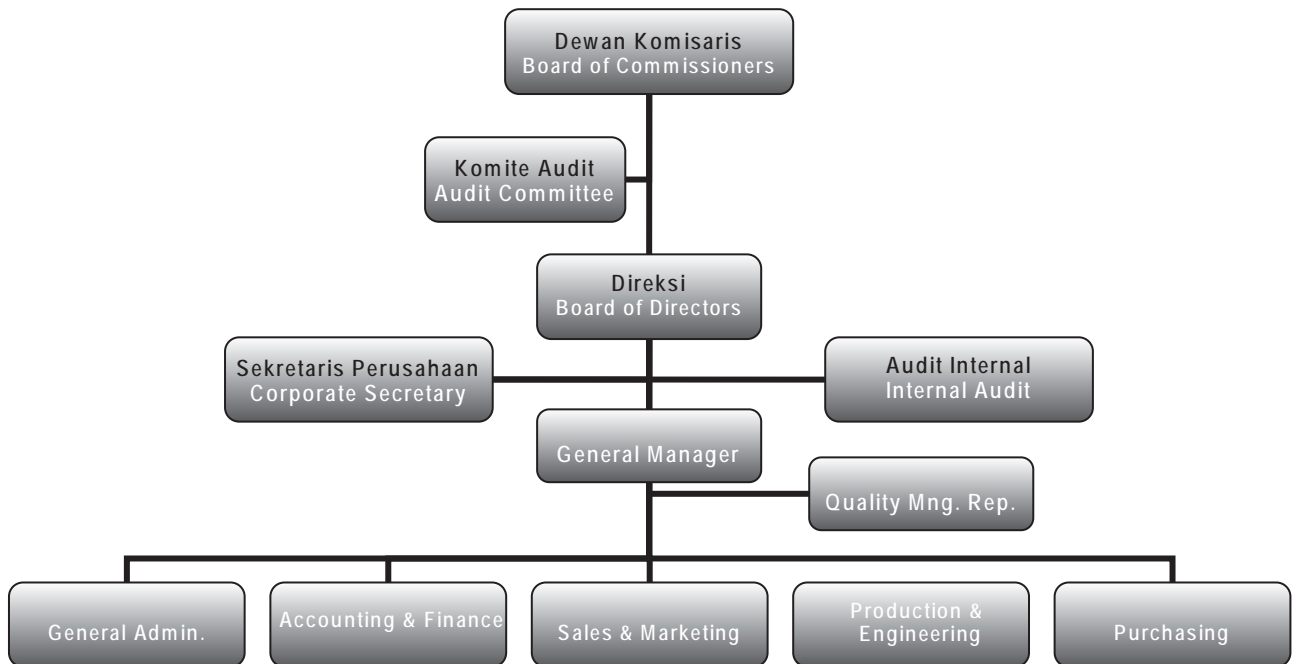 Dewan Komisaris
Board of Commissioners
Komite Audit
Audit Committee
Direksi
Board of Directors
Sekretaris Perusahaan
Corporate Secretary
Audit Internal
Internal Audit
General Manager
Quality Mng. Rep.
General Admin.
Accounting & Finance
Sales & Marketing
Production &
Engineering
Purchasing